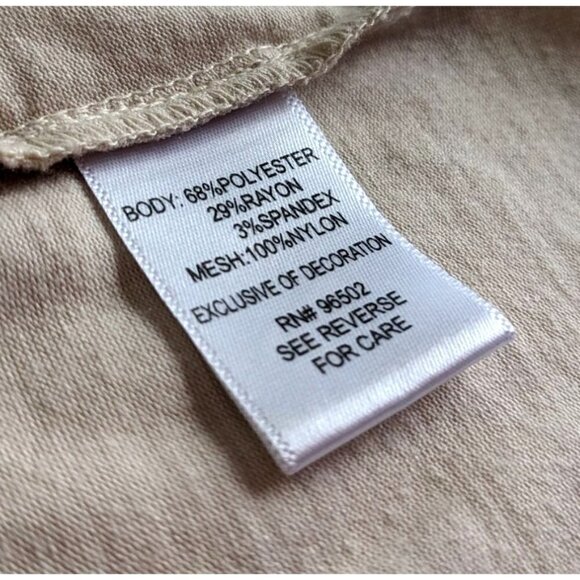 BODY: 68%POLYESTER
29%RAYON
3%SPANDEX
MESH:100%NYLON
EXCLUSIVE OF DECORATION
RN# 96502
SEE REVERSE
FOR CARE